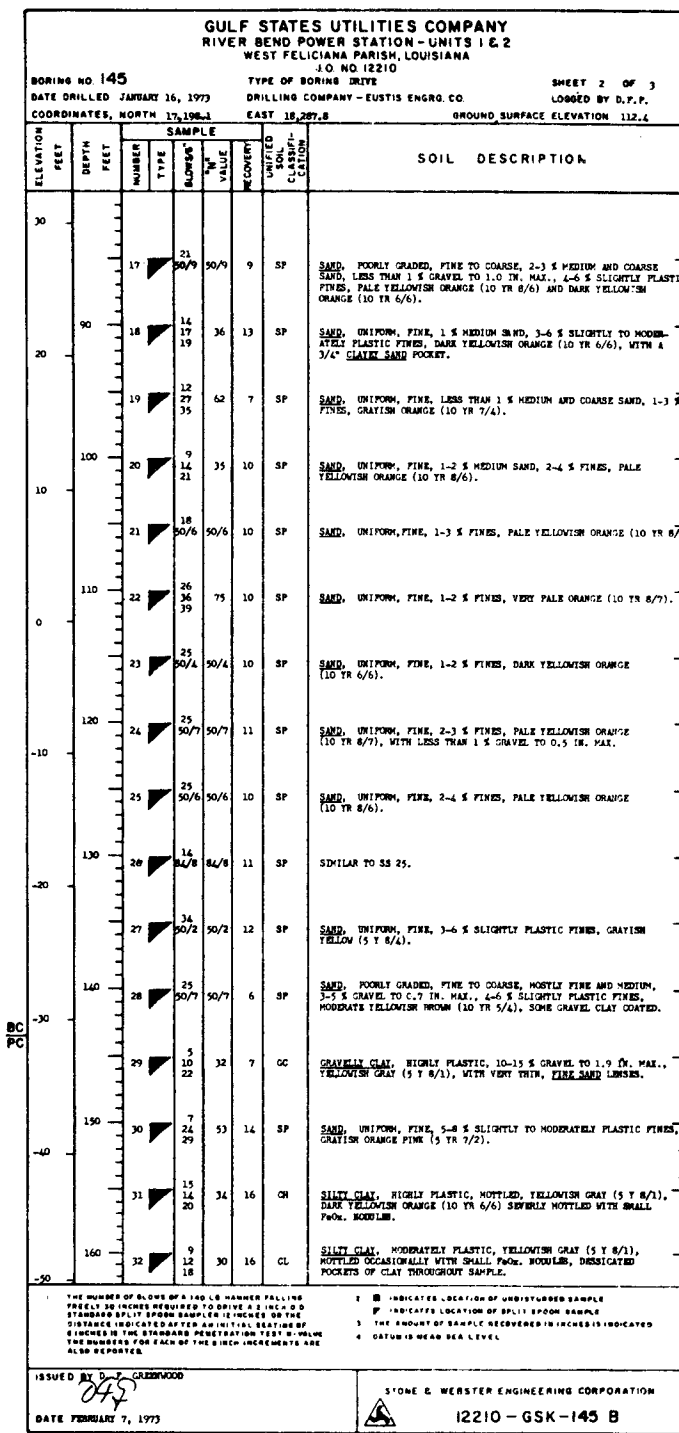 GULF STATES UTILITIES COMPANY
RIVER BEND POWER STATION - UNITS 1 & 2
WEST FELICIANA PARISH, LOUISIANA
J.O. NO. 12210
BORING NO. 145 TYPE OF BORING DRIVE SHEET 2 OF 3
DATE DRILLED JANUARY 16, 1973 DRILLING COMPANY - EUSTIS ENGRG. CO. LOGGED BY D.F.P.
COORDINATES, NORTH 17,198.1 EAST 18,287.8 GROUND SURFACE ELEVATION 112.4
ELEVATION FEET DEPTH FEET SAMPLE NUMBER TYPE BLOWS/6" "N" VALUE RECOVERY UNIFIED SOIL CLASSIFI-CATION SOIL DESCRIPTION
30
21
17 50/9 50/9 9 SP SAND, POORLY GRADED, FINE TO COARSE, 2-3 % MEDIUM AND COARSE
SAND, LESS THAN 1 % GRAVEL TO 1.0 IN. MAX., 4-6 % SLIGHTLY PLASTI
FINES, PALE YELLOWISH ORANGE (10 YR 8/6) AND DARK YELLOWISH
ORANGE (10 YR 6/6).
90 14
18 17 36 13 SP SAND, UNIFORM, FINE, 1 % MEDIUM SAND, 3-6 % SLIGHTLY TO MODER-
19 ATELY PLASTIC FINES, DARK YELLOWISH ORANGE (10 YR 6/6), WITH A
20 3/4" CLAYEY SAND POCKET.
12
19 27 62 7 SP SAND, UNIFORM, FINE, LESS THAN 1 % MEDIUM AND COARSE SAND, 1-3 %
35 FINES, GRAYISH ORANGE (10 YR 7/4).
100 9
20 14 35 10 SP SAND, UNIFORM, FINE, 1-2 % MEDIUM SAND, 2-4 % FINES, PALE
21 YELLOWISH ORANGE (10 YR 8/6).
10
18
21 50/6 50/6 10 SP SAND, UNIFORM, FINE, 1-3 % FINES, PALE YELLOWISH ORANGE (10 YR 8/
110 26
22 36 75 10 SP SAND, UNIFORM, FINE, 1-2 % FINES, VERY PALE ORANGE (10 YR 8/7).
39
0
25
23 50/4 50/4 10 SP SAND, UNIFORM, FINE, 1-2 % FINES, DARK YELLOWISH ORANGE
(10 YR 6/6).
120 25
24 50/7 50/7 11 SP SAND, UNIFORM, FINE, 2-3 % FINES, PALE YELLOWISH ORANGE
(10 YR 8/7), WITH LESS THAN 1 % GRAVEL TO 0.5 IN. MAX.
-10
25
25 50/6 50/6 10 SP SAND, UNIFORM, FINE, 2-4 % FINES, PALE YELLOWISH ORANGE
(10 YR 8/6).
130 14
26 84/8 84/8 11 SP SIMILAR TO SS 25.
-20
34
27 50/2 50/2 12 SP SAND, UNIFORM, FINE, 3-6 % SLIGHTLY PLASTIC FINES, GRAYISH
YELLOW (5 Y 8/4).
140 25 SAND, POORLY GRADED, FINE TO COARSE, MOSTLY FINE AND MEDIUM,
28 50/7 50/7 6 SP 3-5 % GRAVEL TO 0.7 IN. MAX., 4-6 % SLIGHTLY PLASTIC FINES,
MODERATE YELLOWISH BROWN (10 YR 5/4), SOME GRAVEL CLAY COATED.
-30
BC
PC
5
29 10 32 7 GC GRAVELLY CLAY, HIGHLY PLASTIC, 10-15 % GRAVEL TO 1.9 IN. MAX.,
22 YELLOWISH GRAY (5 Y 8/1), WITH VERY THIN, FINE SAND LENSES.
150 7
30 24 53 14 SP SAND, UNIFORM, FINE, 5-8 % SLIGHTLY TO MODERATELY PLASTIC FINES,
29 GRAYISH ORANGE PINK (5 YR 7/2).
-40
15
31 14 34 16 CH SILTY CLAY, HIGHLY PLASTIC, MOTTLED, YELLOWISH GRAY (5 Y 8/1),
20 DARK YELLOWISH ORANGE (10 YR 6/6) SEVERLY MOTTLED WITH SMALL
FeOx. NODULES.
160 9 SILTY CLAY, MODERATELY PLASTIC, YELLOWISH GRAY (5 Y 8/1),
32 12 30 16 CL MOTTLED OCCASIONALLY WITH SMALL FeOx. NODULES, DESSICATED
18 POCKETS OF CLAY THROUGHOUT SAMPLE.
-50
1 THE NUMBER OF BLOWS OF A 140 LB HAMMER FALLING
FREELY 30 INCHES REQUIRED TO DRIVE A 2 INCH O D
STANDARD SPLIT SPOON SAMPLER 12 INCHES OR THE
DISTANCE INDICATED AFTER AN INITIAL SEATING OF
6 INCHES IS THE STANDARD PENETRATION TEST N-VALUE
THE NUMBERS FOR EACH OF THE 6 INCH INCREMENTS ARE
ALSO REPORTED.
2 INDICATES LOCATION OF UNDISTURBED SAMPLE
INDICATES LOCATION OF SPLIT SPOON SAMPLE
3 THE AMOUNT OF SAMPLE RECOVERED IN INCHES IS INDICATED
4 DATUM IS MEAN SEA LEVEL
ISSUED BY D. F. GREENWOOD
DATE FEBRUARY 7, 1973
STONE & WEBSTER ENGINEERING CORPORATION
12210 - GSK - 145 B